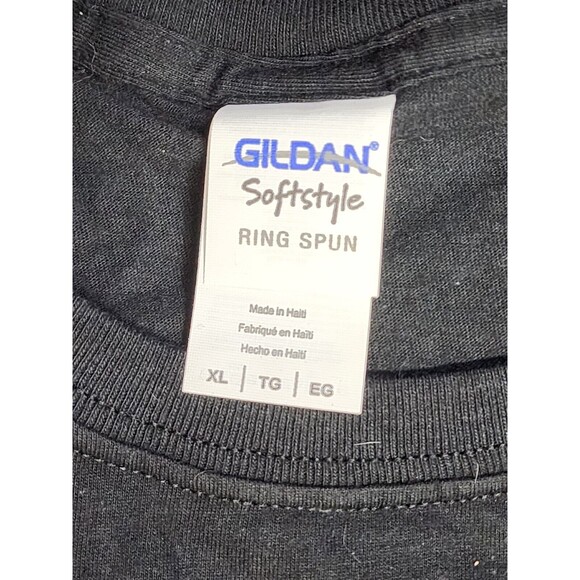 GILDAN®
Softstyle
RING SPUN
Made in Haiti
Fabriqué en Haïti
Hecho en Haití
XL | TG | EG